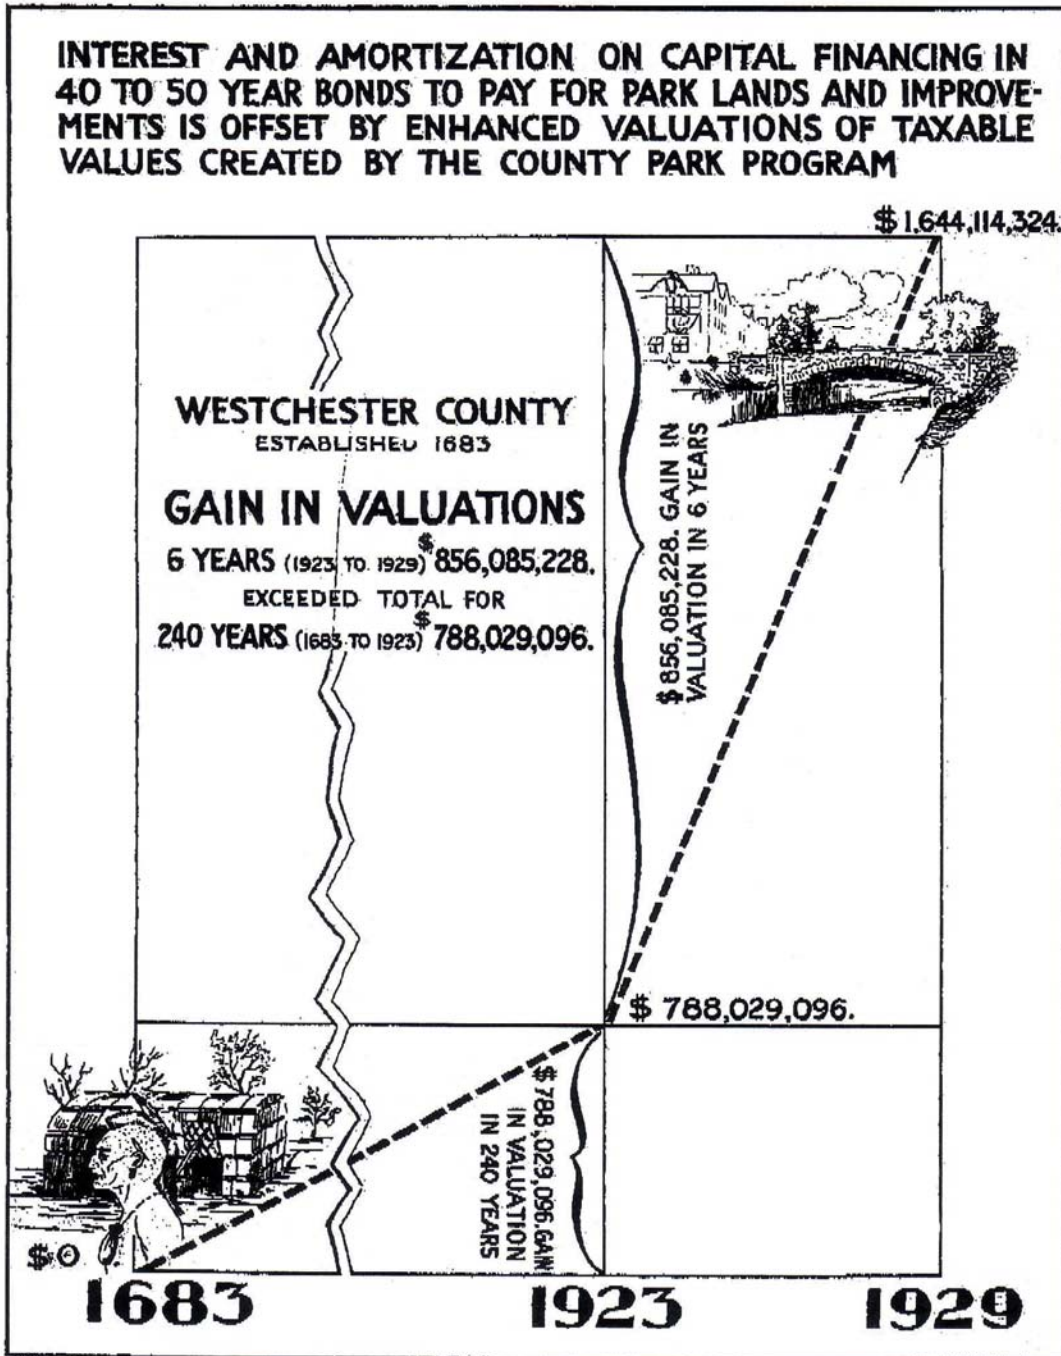 INTEREST AND AMORTIZATION ON CAPITAL FINANCING IN
40 TO 50 YEAR BONDS TO PAY FOR PARK LANDS AND IMPROVE-
MENTS IS OFFSET BY ENHANCED VALUATIONS OF TAXABLE
VALUES CREATED BY THE COUNTY PARK PROGRAM
$ 1.644,114,324.
WESTCHESTER COUNTY
ESTABLISHED 1683
GAIN IN VALUATIONS
6 YEARS (1923 TO. 1929) $ 856,085,228.
EXCEEDED TOTAL FOR
240 YEARS (1683 TO 1923) $ 788,029,096.
$ 856,085,228. GAIN IN
VALUATION IN 6 YEARS
$ 788,029,096.
$ 788,029,096. GAIN
IN VALUATION
IN 240 YEARS
$ 0
1683 1923 1929